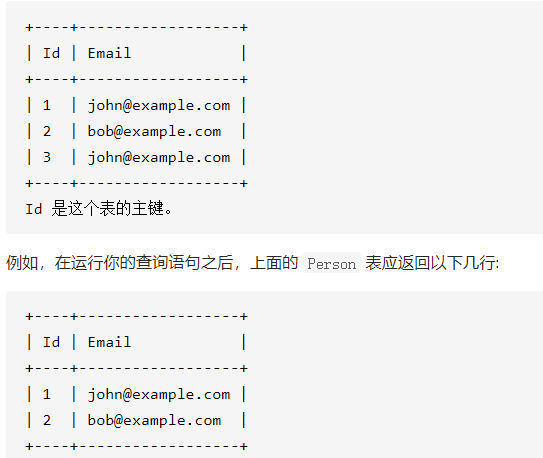 +----+------------------+
| Id | Email            |
+----+------------------+
| 1  | john@example.com |
| 2  | bob@example.com  |
| 3  | john@example.com |
+----+------------------+
Id 是这个表的主键。
例如，在运行你的查询语句之后，上面的 Person 表应返回以下几行:
+----+------------------+
| Id | Email            |
+----+------------------+
| 1  | john@example.com |
| 2  | bob@example.com  |
+----+------------------+